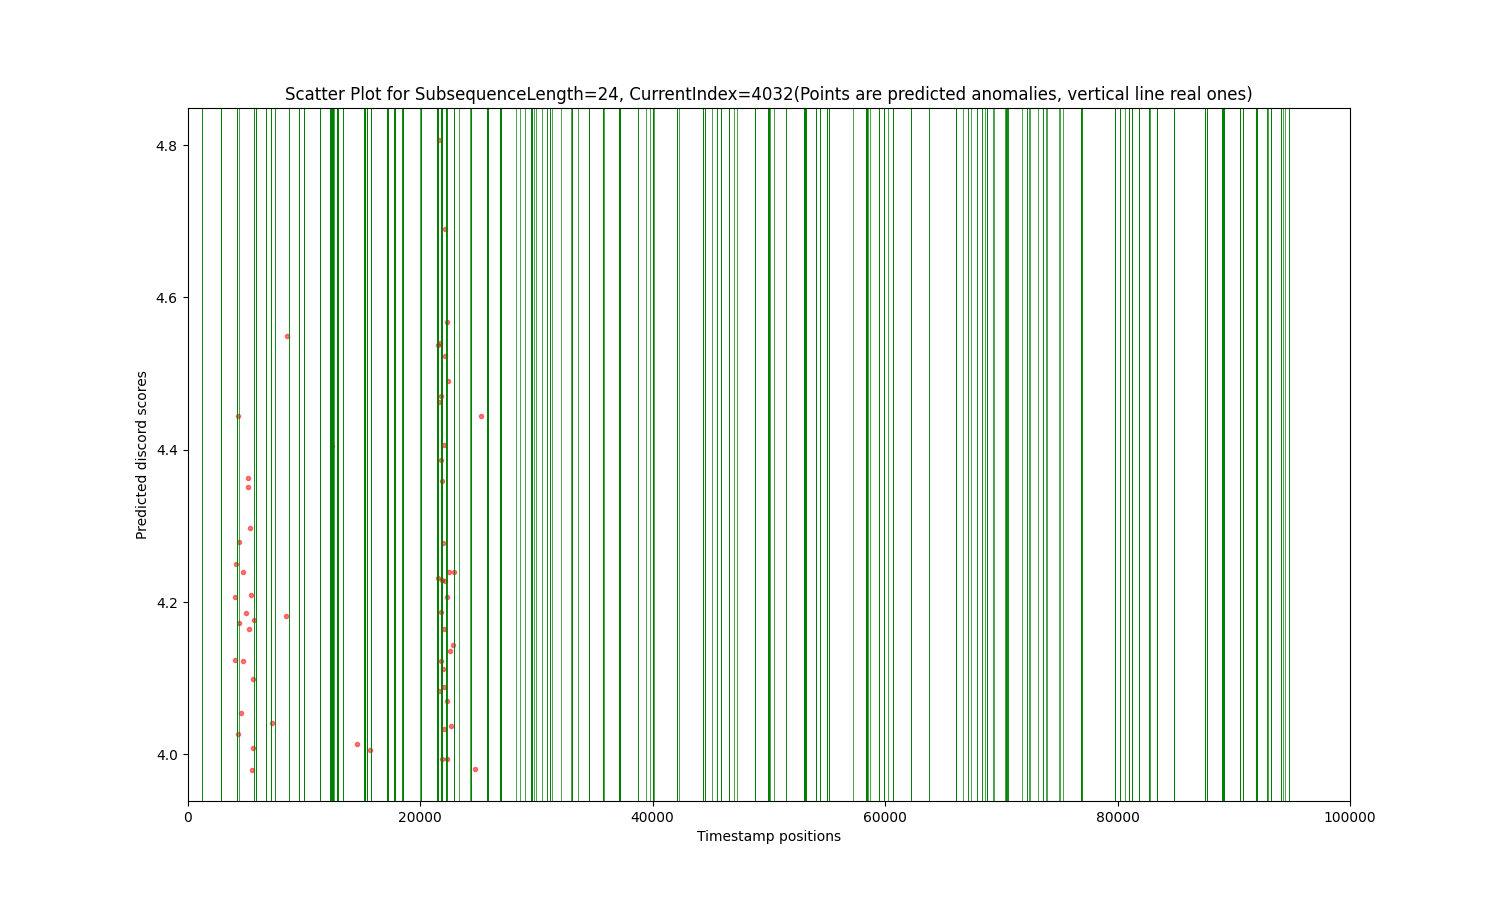 Scatter Plot for SubsequenceLength=24, CurrentIndex=4032(Points are predicted anomalies, vertical line real ones)
4.8
4.6
4.4
4.2
4.0
Predicted discord scores
0 20000 40000 60000 80000 100000
Timestamp positions